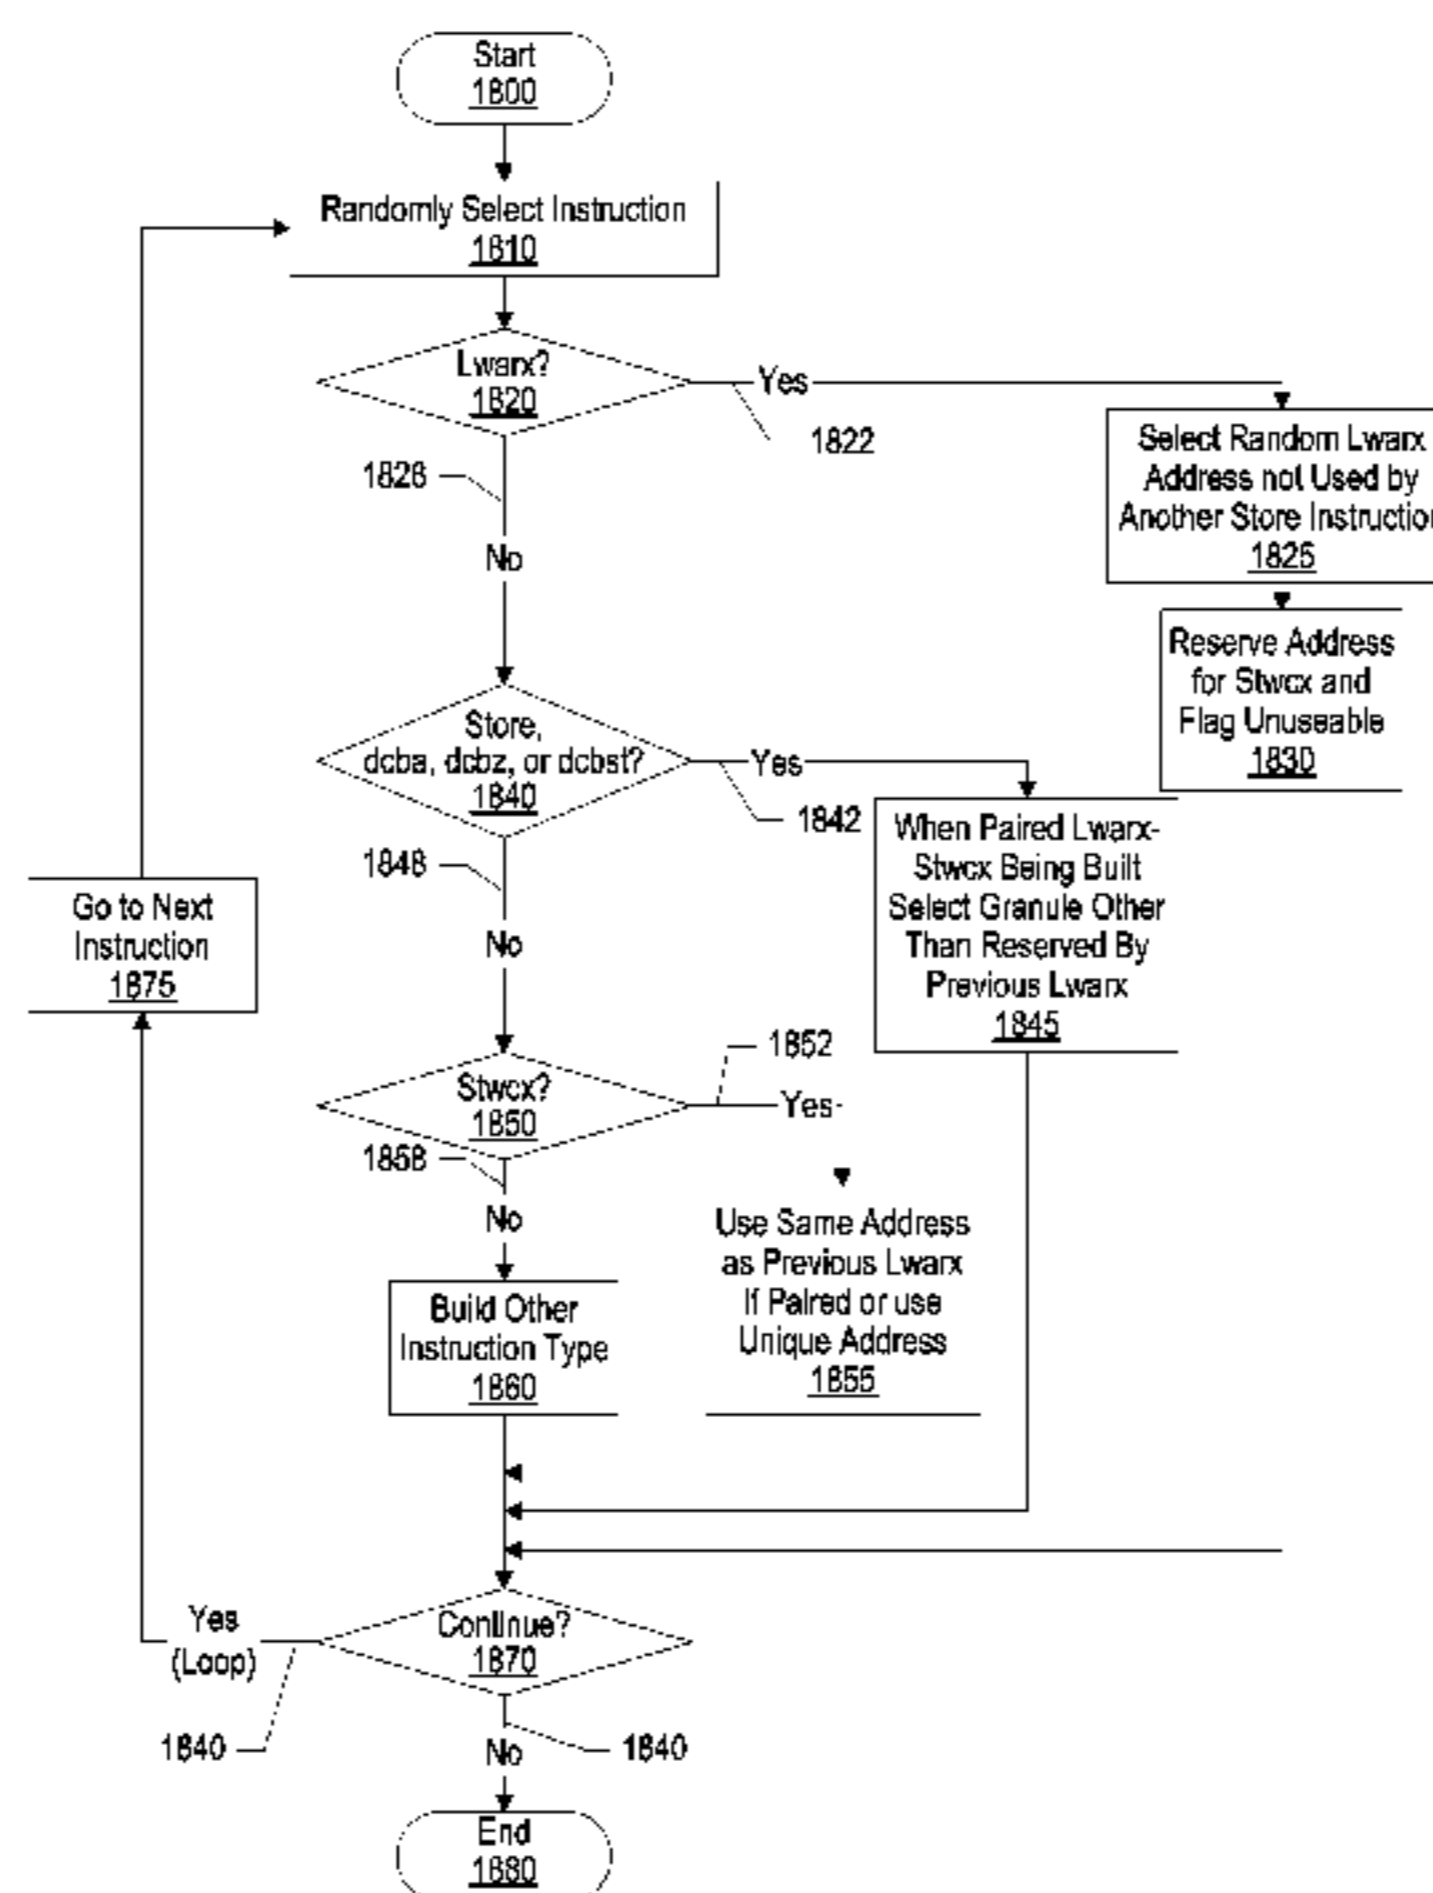 Start
1800
Randomly Select Instruction
1810
Lwarx?
1820
Yes
1822
Select Random Lwarx
Address not Used by
Another Store Instruction
1825
1828
No
Reserve Address
for Stwcx and
Flag Unuseable
1830
Store,
dcba, dcbz, or dcbst?
1840
Yes
1842
When Paired Lwarx-
Stwcx Being Built
Select Granule Other
Than Reserved By
Previous Lwarx
1845
1848
No
Go to Next
Instruction
1875
Stwcx?
1850
1852
Yes
1858
No
Use Same Address
as Previous Lwarx
If Paired or use
Unique Address
1855
Build Other
Instruction Type
1860
Continue?
1870
Yes
(Loop)
1840
No
1840
End
1880